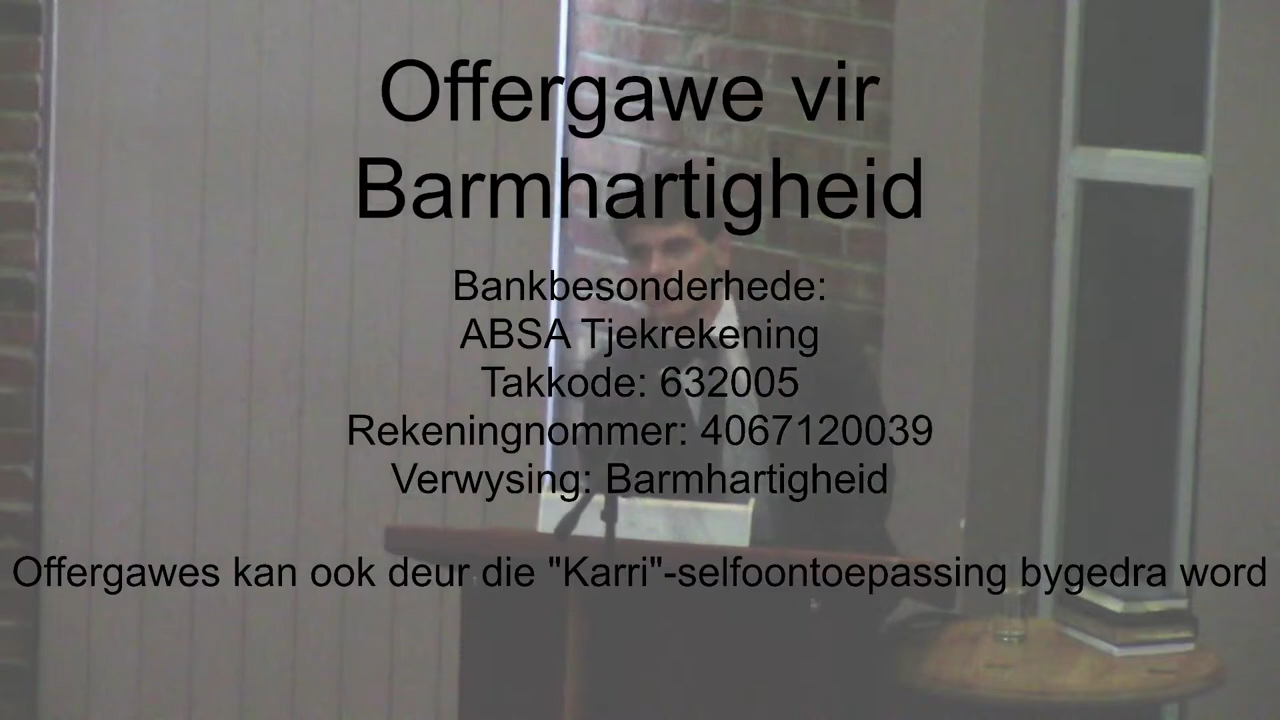 Offergawe vir
Barmhartigheid
Bankbesonderhede:
ABSA Tjekrekening
Takkode: 632005
Rekeningnommer: 4067120039
Verwysing: Barmhartigheid
Offergawes kan ook deur die "Karri"-selfoontoepassing bygedra word